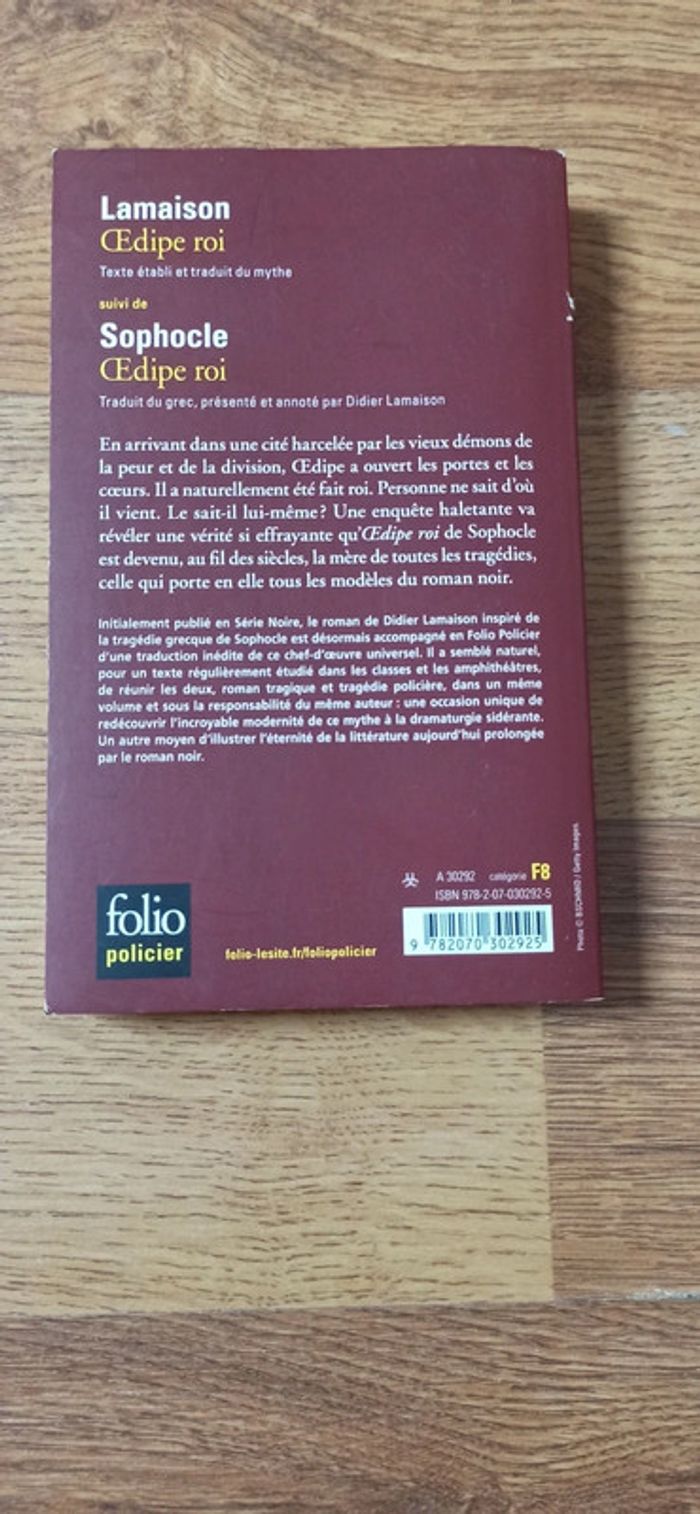 Lamaison
Œdipe roi
Texte établi et traduit du mythe
suivi de
Sophocle
Œdipe roi
Traduit du grec, présenté et annoté par Didier Lamaison
En arrivant dans une cité harcelée par les vieux démons de
la peur et de la division, Œdipe a ouvert les portes et les
cœurs. Il a naturellement été fait roi. Personne ne sait d'où
il vient. Le sait-il lui-même ? Une enquête haletante va
révéler une vérité si effrayante qu'Œdipe roi de Sophocle
est devenu, au fil des siècles, la mère de toutes les tragédies,
celle qui porte en elle tous les modèles du roman noir.
Initialement publié en Série Noire, le roman de Didier Lamaison inspiré de
la tragédie grecque de Sophocle est désormais accompagné en Folio Policier
d'une traduction inédite de ce chef-d'œuvre universel. Il a semblé naturel,
pour un texte régulièrement étudié dans les classes et les amphithéâtres,
de réunir les deux, roman tragique et tragédie policière, dans un même
volume et sous la responsabilité du même auteur : une occasion unique de
redécouvrir l'incroyable modernité de ce mythe à la dramaturgie sidérante.
Un autre moyen d'illustrer l'éternité de la littérature aujourd'hui prolongée
par le roman noir.
A 30292 catégorie F8
ISBN 978-2-07-030292-5
9 782070 302925
folio
policier
folio-lesite.fr/foliopolicier
Photo © / Getty Images